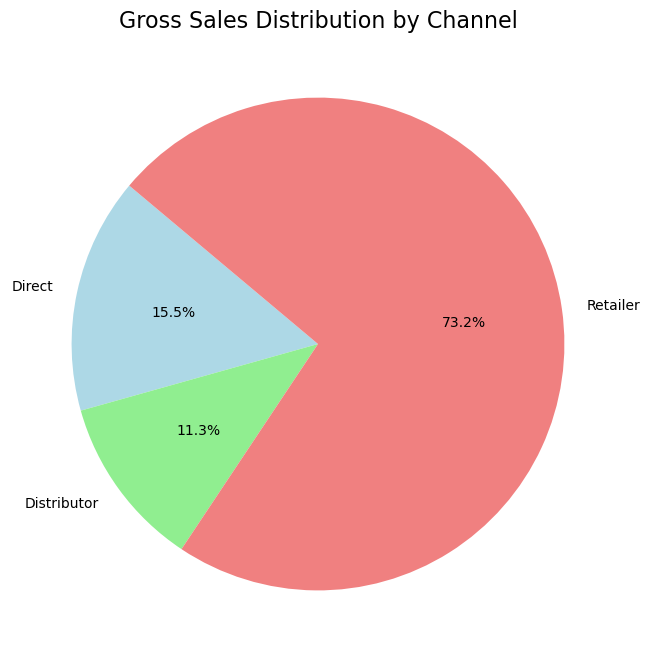 Gross Sales Distribution by Channel
Direct
15.5%
Retailer
73.2%
11.3%
Distributor